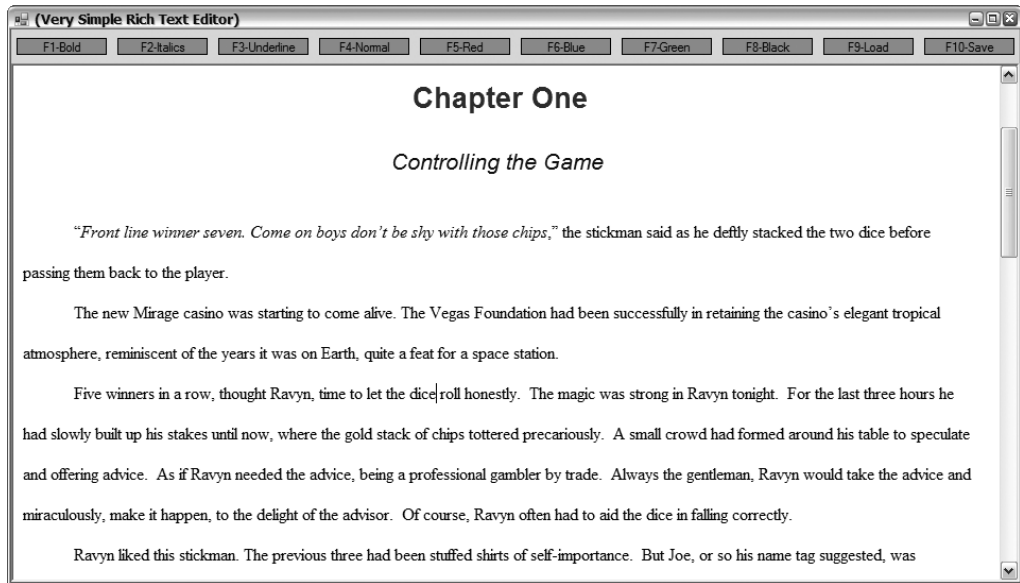 (Very Simple Rich Text Editor)
F1-Bold F2-Italics F3-Underline F4-Normal F5-Red F6-Blue F7-Green F8-Black F9-Load F10-Save
Chapter One
Controlling the Game
“Front line winner seven. Come on boys don’t be shy with those chips,” the stickman said as he deftly stacked the two dice before
passing them back to the player.
The new Mirage casino was starting to come alive. The Vegas Foundation had been successfully in retaining the casino’s elegant tropical
atmosphere, reminiscent of the years it was on Earth, quite a feat for a space station.
Five winners in a row, thought Ravyn, time to let the dice roll honestly.  The magic was strong in Ravyn tonight.  For the last three hours he
had slowly built up his stakes until now, where the gold stack of chips tottered precariously.  A small crowd had formed around his table to speculate
and offering advice.  As if Ravyn needed the advice, being a professional gambler by trade.  Always the gentleman, Ravyn would take the advice and
miraculously, make it happen, to the delight of the advisor.  Of course, Ravyn often had to aid the dice in falling correctly.
Ravyn liked this stickman. The previous three had been stuffed shirts of self-importance.  But Joe, or so his name tag suggested, was